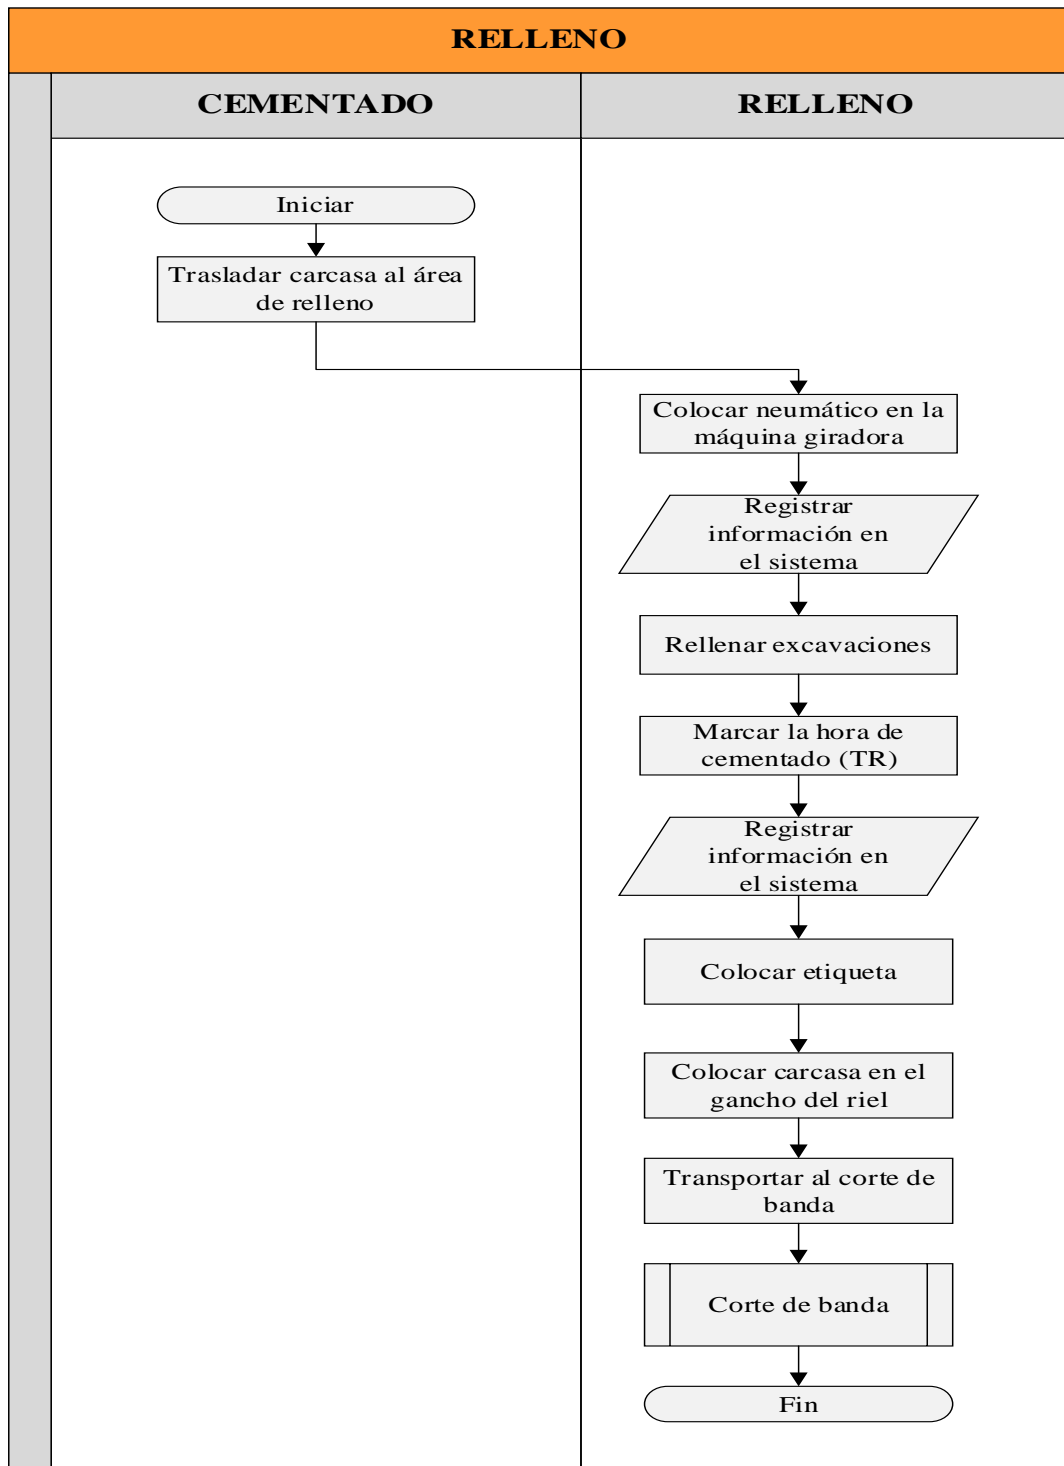 RELLENO
CEMENTADO
RELLENO
Iniciar
Trasladar carcasa al área
de relleno
Colocar neumático en la
máquina giradora
Registrar
información en
el sistema
Rellenar excavaciones
Marcar la hora de
cementado (TR)
Registrar
información en
el sistema
Colocar etiqueta
Colocar carcasa en el
gancho del riel
Transportar al corte de
banda
Corte de banda
Fin